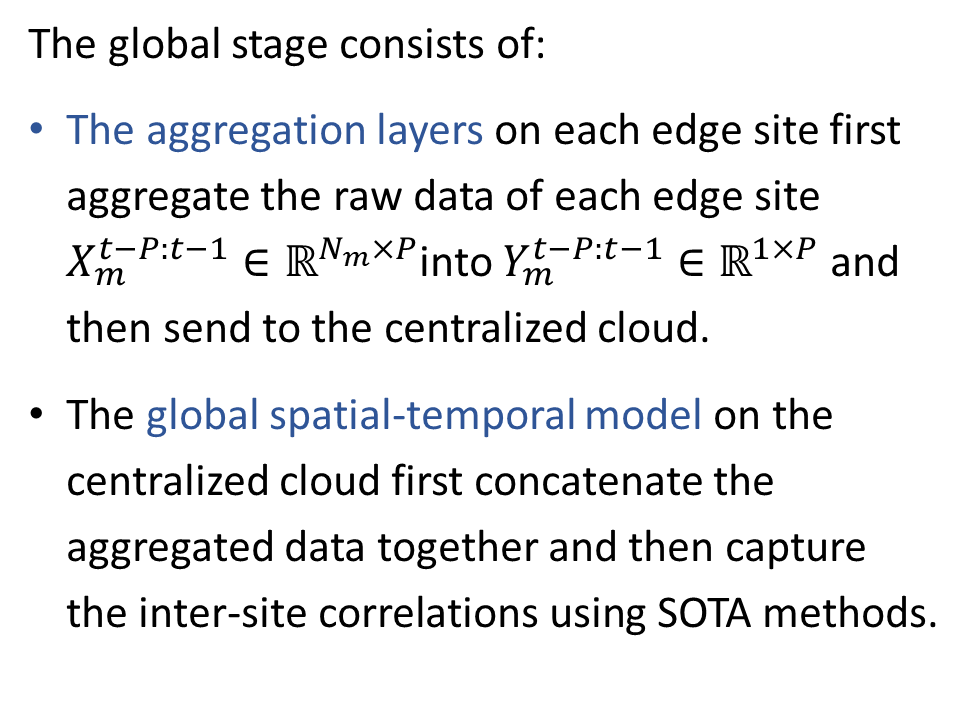 The global stage consists of:
• The aggregation layers on each edge site first
aggregate the raw data of each edge site
$X_m^{t-P:t-1} \in \mathbb{R}^{N_m \times P}$ into $Y_m^{t-P:t-1} \in \mathbb{R}^{1 \times P}$ and
then send to the centralized cloud.
• The global spatial-temporal model on the
centralized cloud first concatenate the
aggregated data together and then capture
the inter-site correlations using SOTA methods.